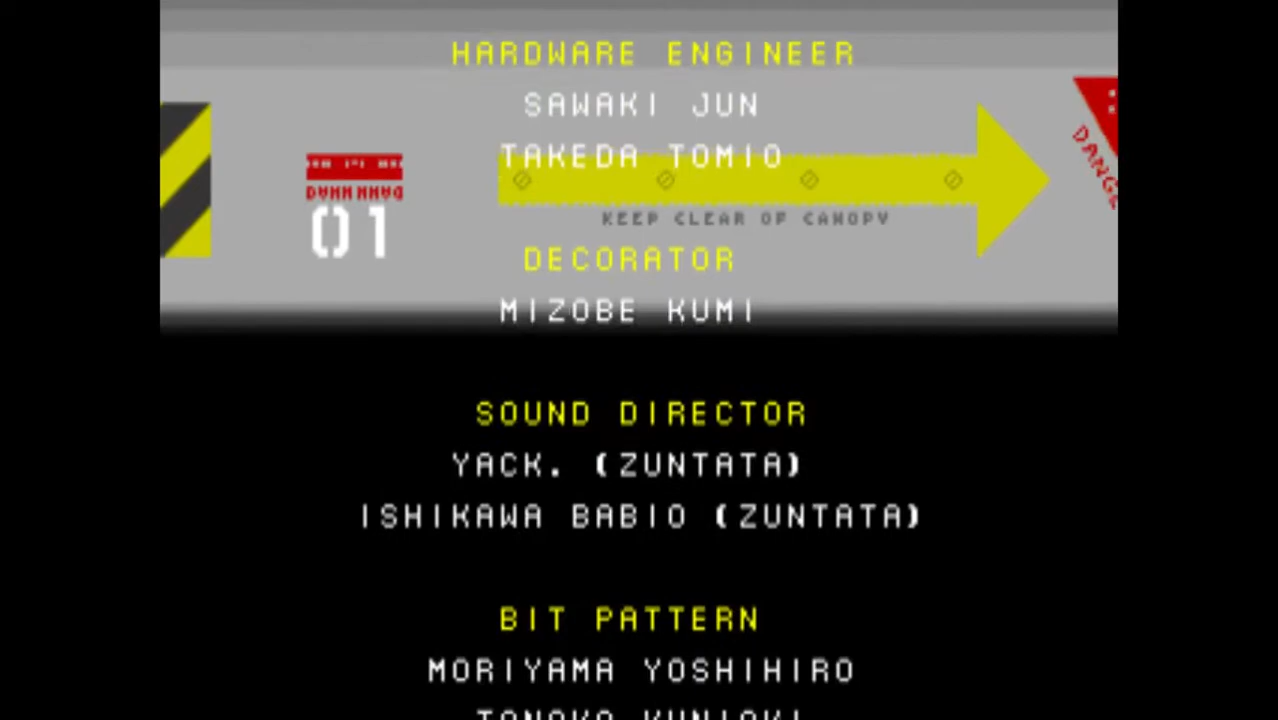 HARDWARE ENGINEER
SAWAKI JUN
TAKEDA TOMIO
01
KEEP CLEAR OF CANOPY
DECORATOR
MIZOBE KUMI
SOUND DIRECTOR
YACK. (ZUNTATA)
ISHIKAWA BABIO (ZUNTATA)
BIT PATTERN
MORIYAMA YOSHIHIRO